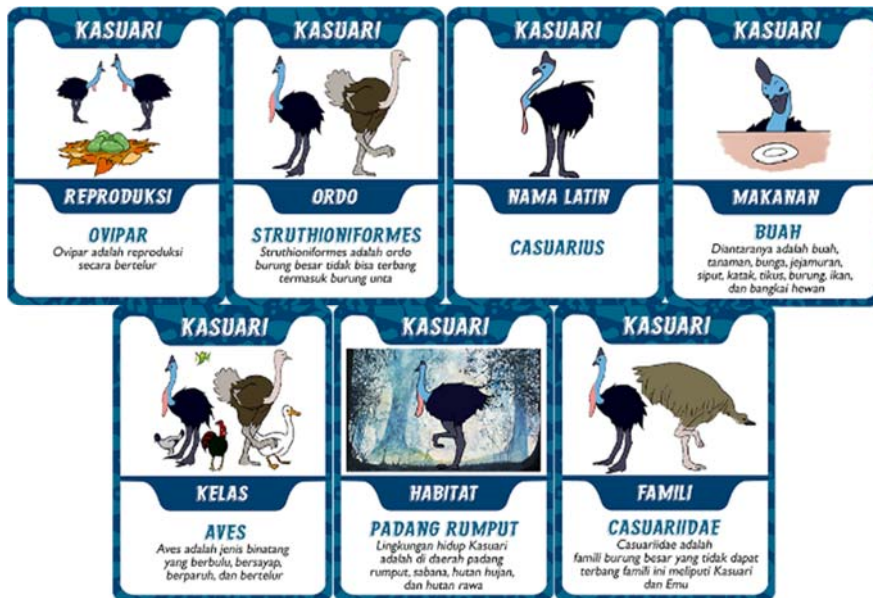 KASUARI
REPRODUKSI
OVIPAR
Ovipar adalah reproduksi
secara bertelur
KASUARI
ORDO
STRUTHIONIFORMES
Struthioniformes adalah ordo
burung besar tidak bisa terbang
termasuk burung unta
KASUARI
NAMA LATIN
CASUARIUS
KASUARI
MAKANAN
BUAH
Diantaranya adalah buah,
tanaman, bunga, jejamuran,
siput, katak, tikus, burung, ikan,
dan bangkai hewan
KASUARI
KELAS
AVES
Aves adalah jenis binatang
yang berbulu, bersayap,
berparuh, dan bertelur
KASUARI
HABITAT
PADANG RUMPUT
Lingkungan hidup Kasuari
adalah di daerah padang
rumput, sabana, hutan hujan,
dan hutan rawa
KASUARI
FAMILI
CASUARIIDAE
Casuariidae adalah
famili burung besar yang tidak dapat
terbang famili ini meliputi Kasuari
dan Emu